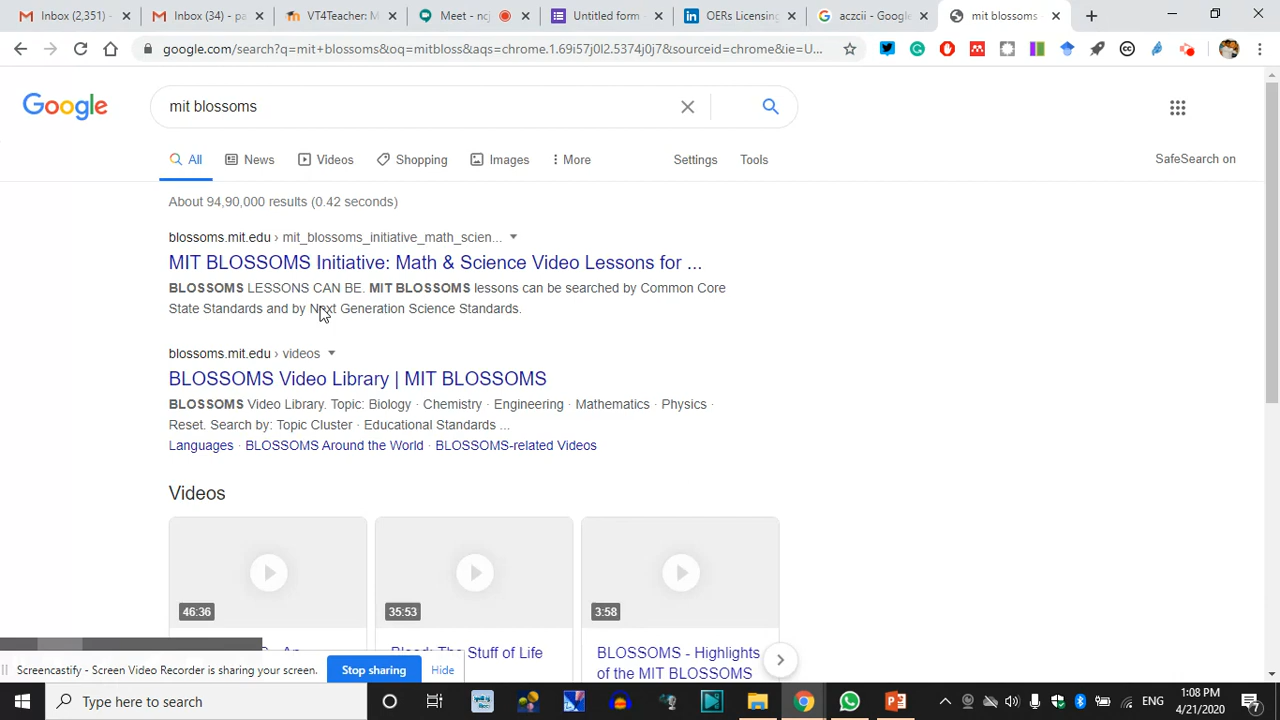 Inbox (2,351) -
Inbox (34) - pa
VT4Teacher: M
Meet - ncj
Untitled form -
OERs Licensing
aczcii - Google
mit blossoms -
google.com/search?q=mit+blossoms&oq=mitbloss&aqs=chrome.1.69i57j0l2.5374j0j7&sourceid=chrome&ie=U...
Google
mit blossoms
All
News
Videos
Shopping
Images
More
Settings
Tools
SafeSearch on
About 94,90,000 results (0.42 seconds)
blossoms.mit.edu › mit_blossoms_initiative_math_scien...
MIT BLOSSOMS Initiative: Math & Science Video Lessons for ...
BLOSSOMS LESSONS CAN BE. MIT BLOSSOMS lessons can be searched by Common Core
State Standards and by Next Generation Science Standards.
blossoms.mit.edu › videos
BLOSSOMS Video Library | MIT BLOSSOMS
BLOSSOMS Video Library. Topic: Biology · Chemistry · Engineering · Mathematics · Physics ·
Reset. Search by: Topic Cluster · Educational Standards ...
Languages · BLOSSOMS Around the World · BLOSSOMS-related Videos
Videos
46:36
35:53
3:58
The Stuff of Life
BLOSSOMS - Highlights
of the MIT BLOSSOMS
Screencastify - Screen Video Recorder is sharing your screen.
Stop sharing
Hide
Type here to search
ENG
1:08 PM
4/21/2020
7